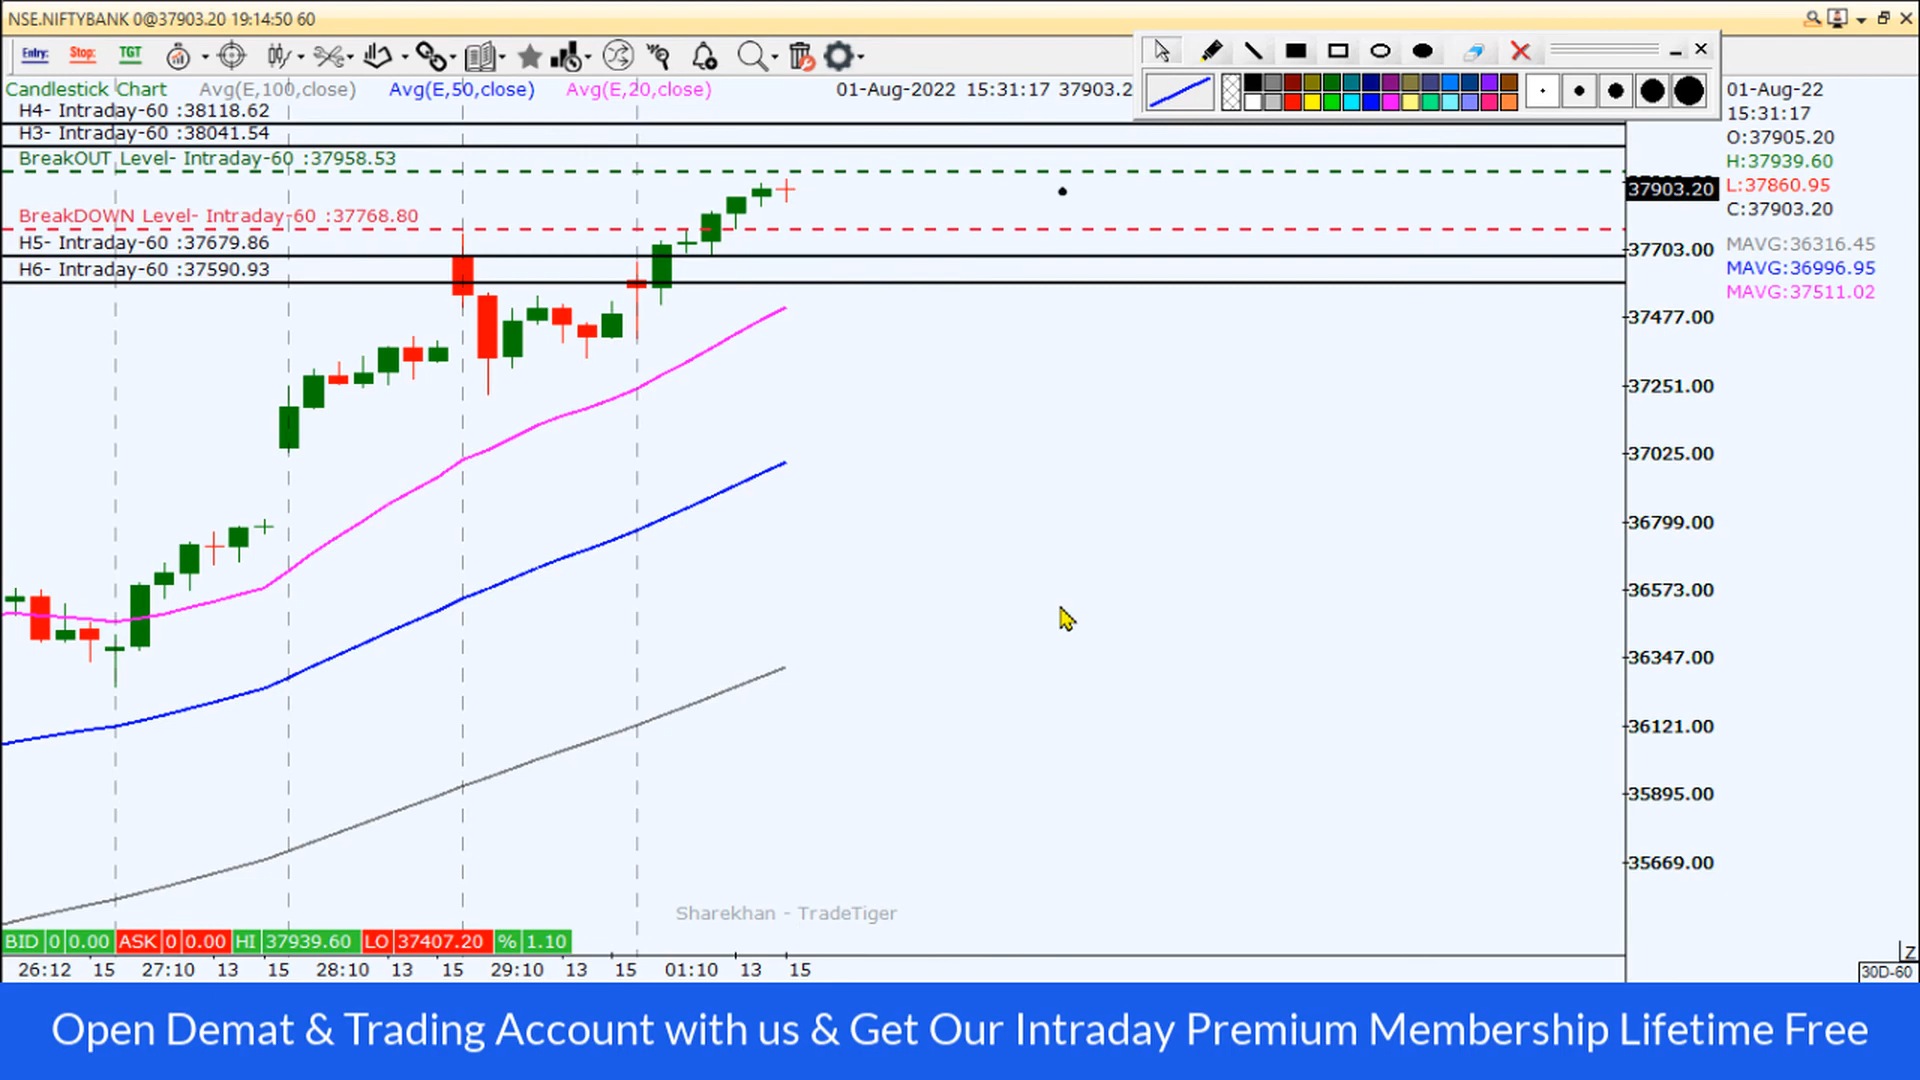 NSE.NIFTYBANK 0@37903.20 19:14:50 60
Entry: Stop: TGT
Candlestick Chart Avg(E,100,close) Avg(E,50,close) Avg(E,20,close) 01-Aug-2022 15:31:17 37903.2
H4- Intraday-60 :38118.62
H3- Intraday-60 :38041.54
BreakOUT Level- Intraday-60 :37958.53
BreakDOWN Level- Intraday-60 :37768.80
H5- Intraday-60 :37679.86
H6- Intraday-60 :37590.93
37903.20
37703.00
37477.00
37251.00
37025.00
36799.00
36573.00
36347.00
36121.00
35895.00
35669.00
01-Aug-22
15:31:17
O:37905.20
H:37939.60
L:37860.95
C:37903.20
MAVG:36316.45
MAVG:36996.95
MAVG:37511.02
Sharekhan - TradeTiger
BID 0 0.00 ASK 0 0.00 HI 37939.60 LO 37407.20 % 1.10
26:12 15 27:10 13 15 28:10 13 15 29:10 13 15 01:10 13 15
Z
30D-60
Open Demat & Trading Account with us & Get Our Intraday Premium Membership Lifetime Free